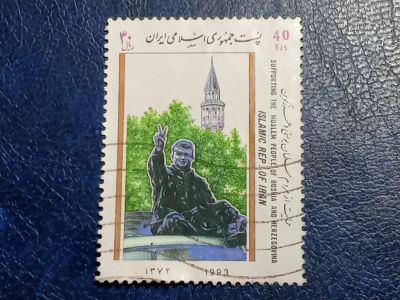 ۴۰
ریال
پست جمهوری اسلامی ایران
40
Rls
SUPPORTING THE MOSLEM PEOPLE OF BOSNIA AND HERZEGOVINA
ISLAMIC REP. OF IRAN
۱۳۷۲
1993